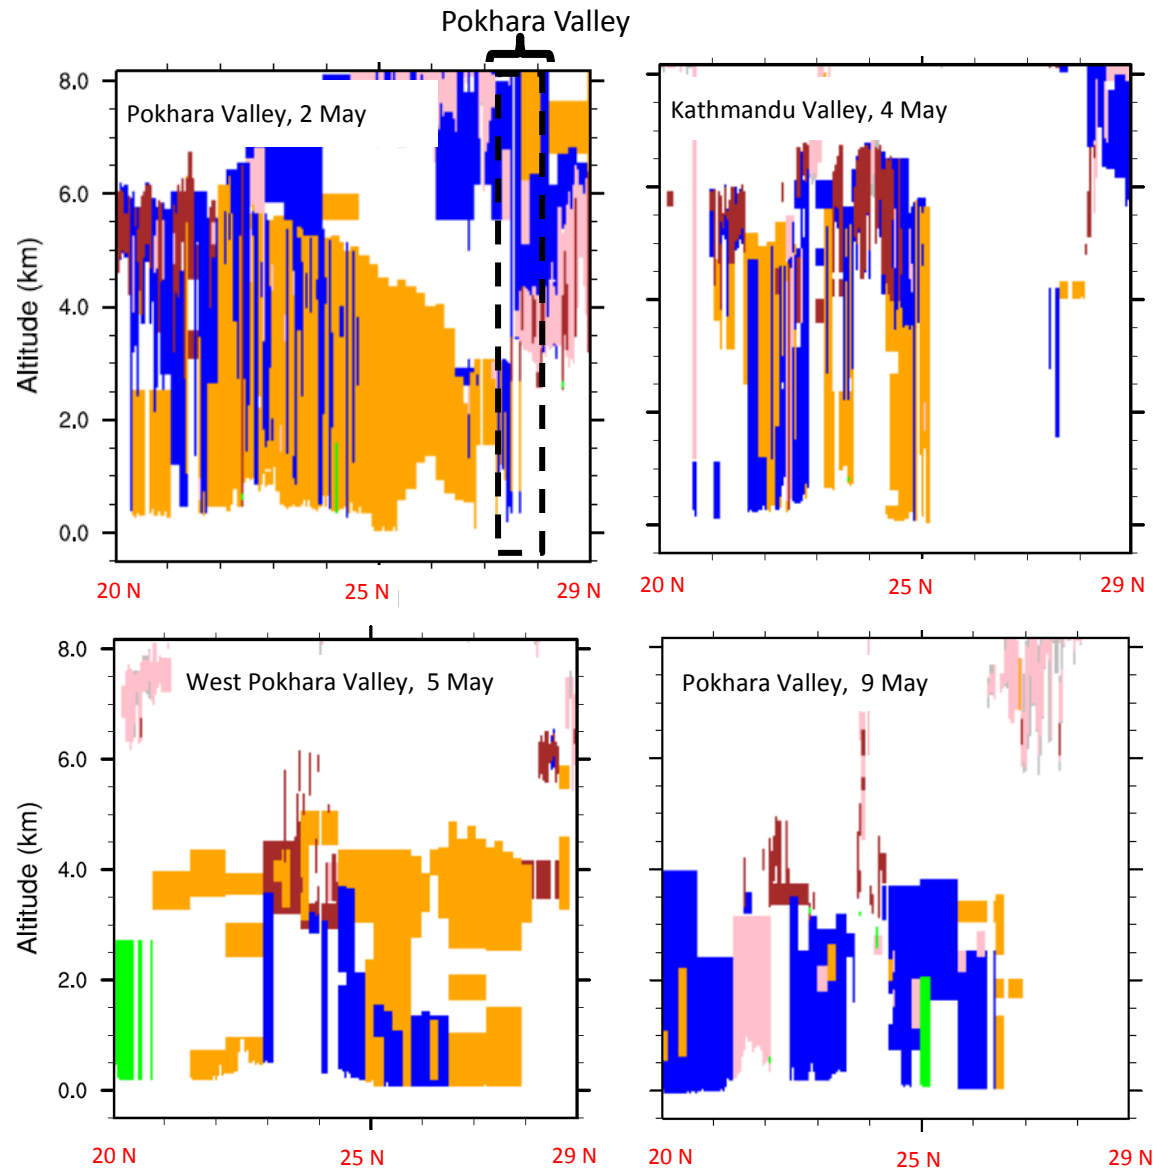 Pokhara Valley
8.0
Pokhara Valley, 2 May
Kathmandu Valley, 4 May
6.0
Altitude (km)
4.0
2.0
0.0
20 N
25 N
29 N
20 N
25 N
29 N
8.0
West Pokhara Valley, 5 May
Pokhara Valley, 9 May
6.0
Altitude (km)
4.0
2.0
0.0
20 N
25 N
29 N
20 N
25 N
29 N